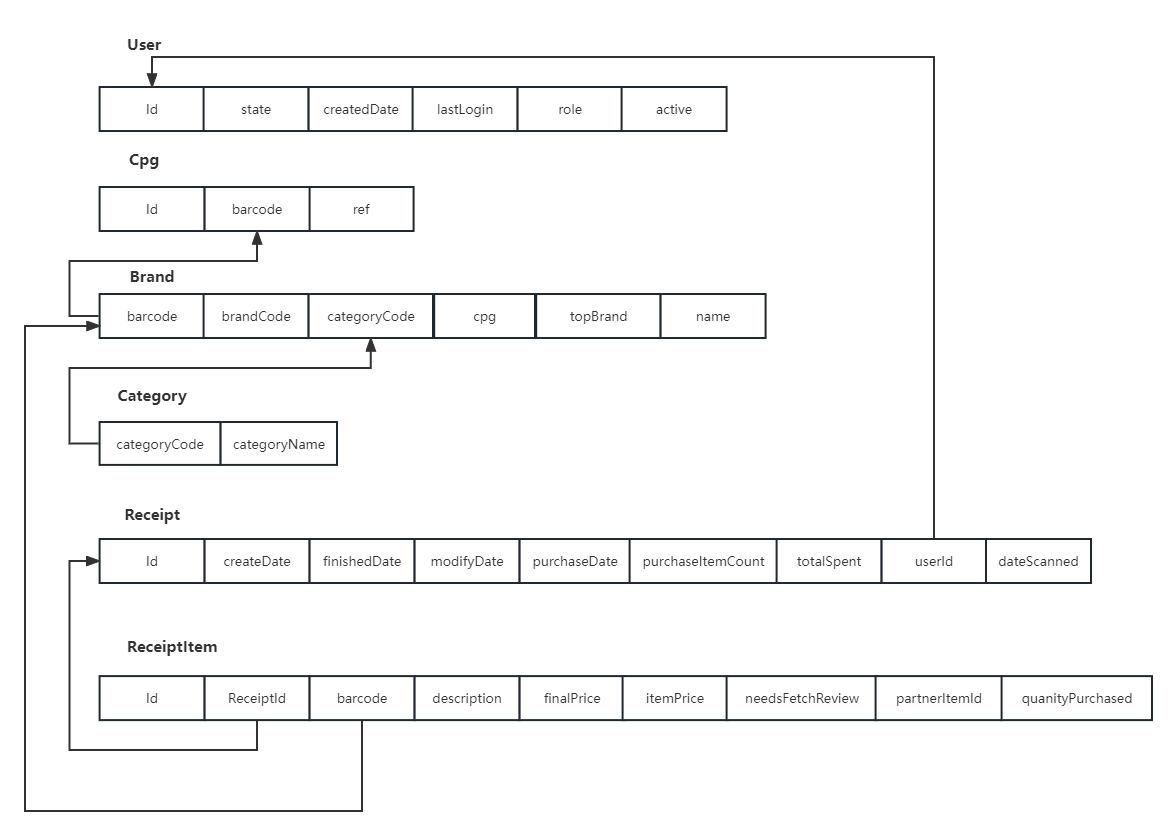 User
Id state createdDate lastLogin role active
Cpg
Id barcode ref
Brand
barcode brandCode categoryCode cpg topBrand name
Category
categoryCode categoryName
Receipt
Id createDate finishedDate modifyDate purchaseDate purchaseItemCount totalSpent userId dateScanned
ReceiptItem
Id ReceiptId barcode description finalPrice itemPrice needsFetchReview partnerItemId quanityPurchased